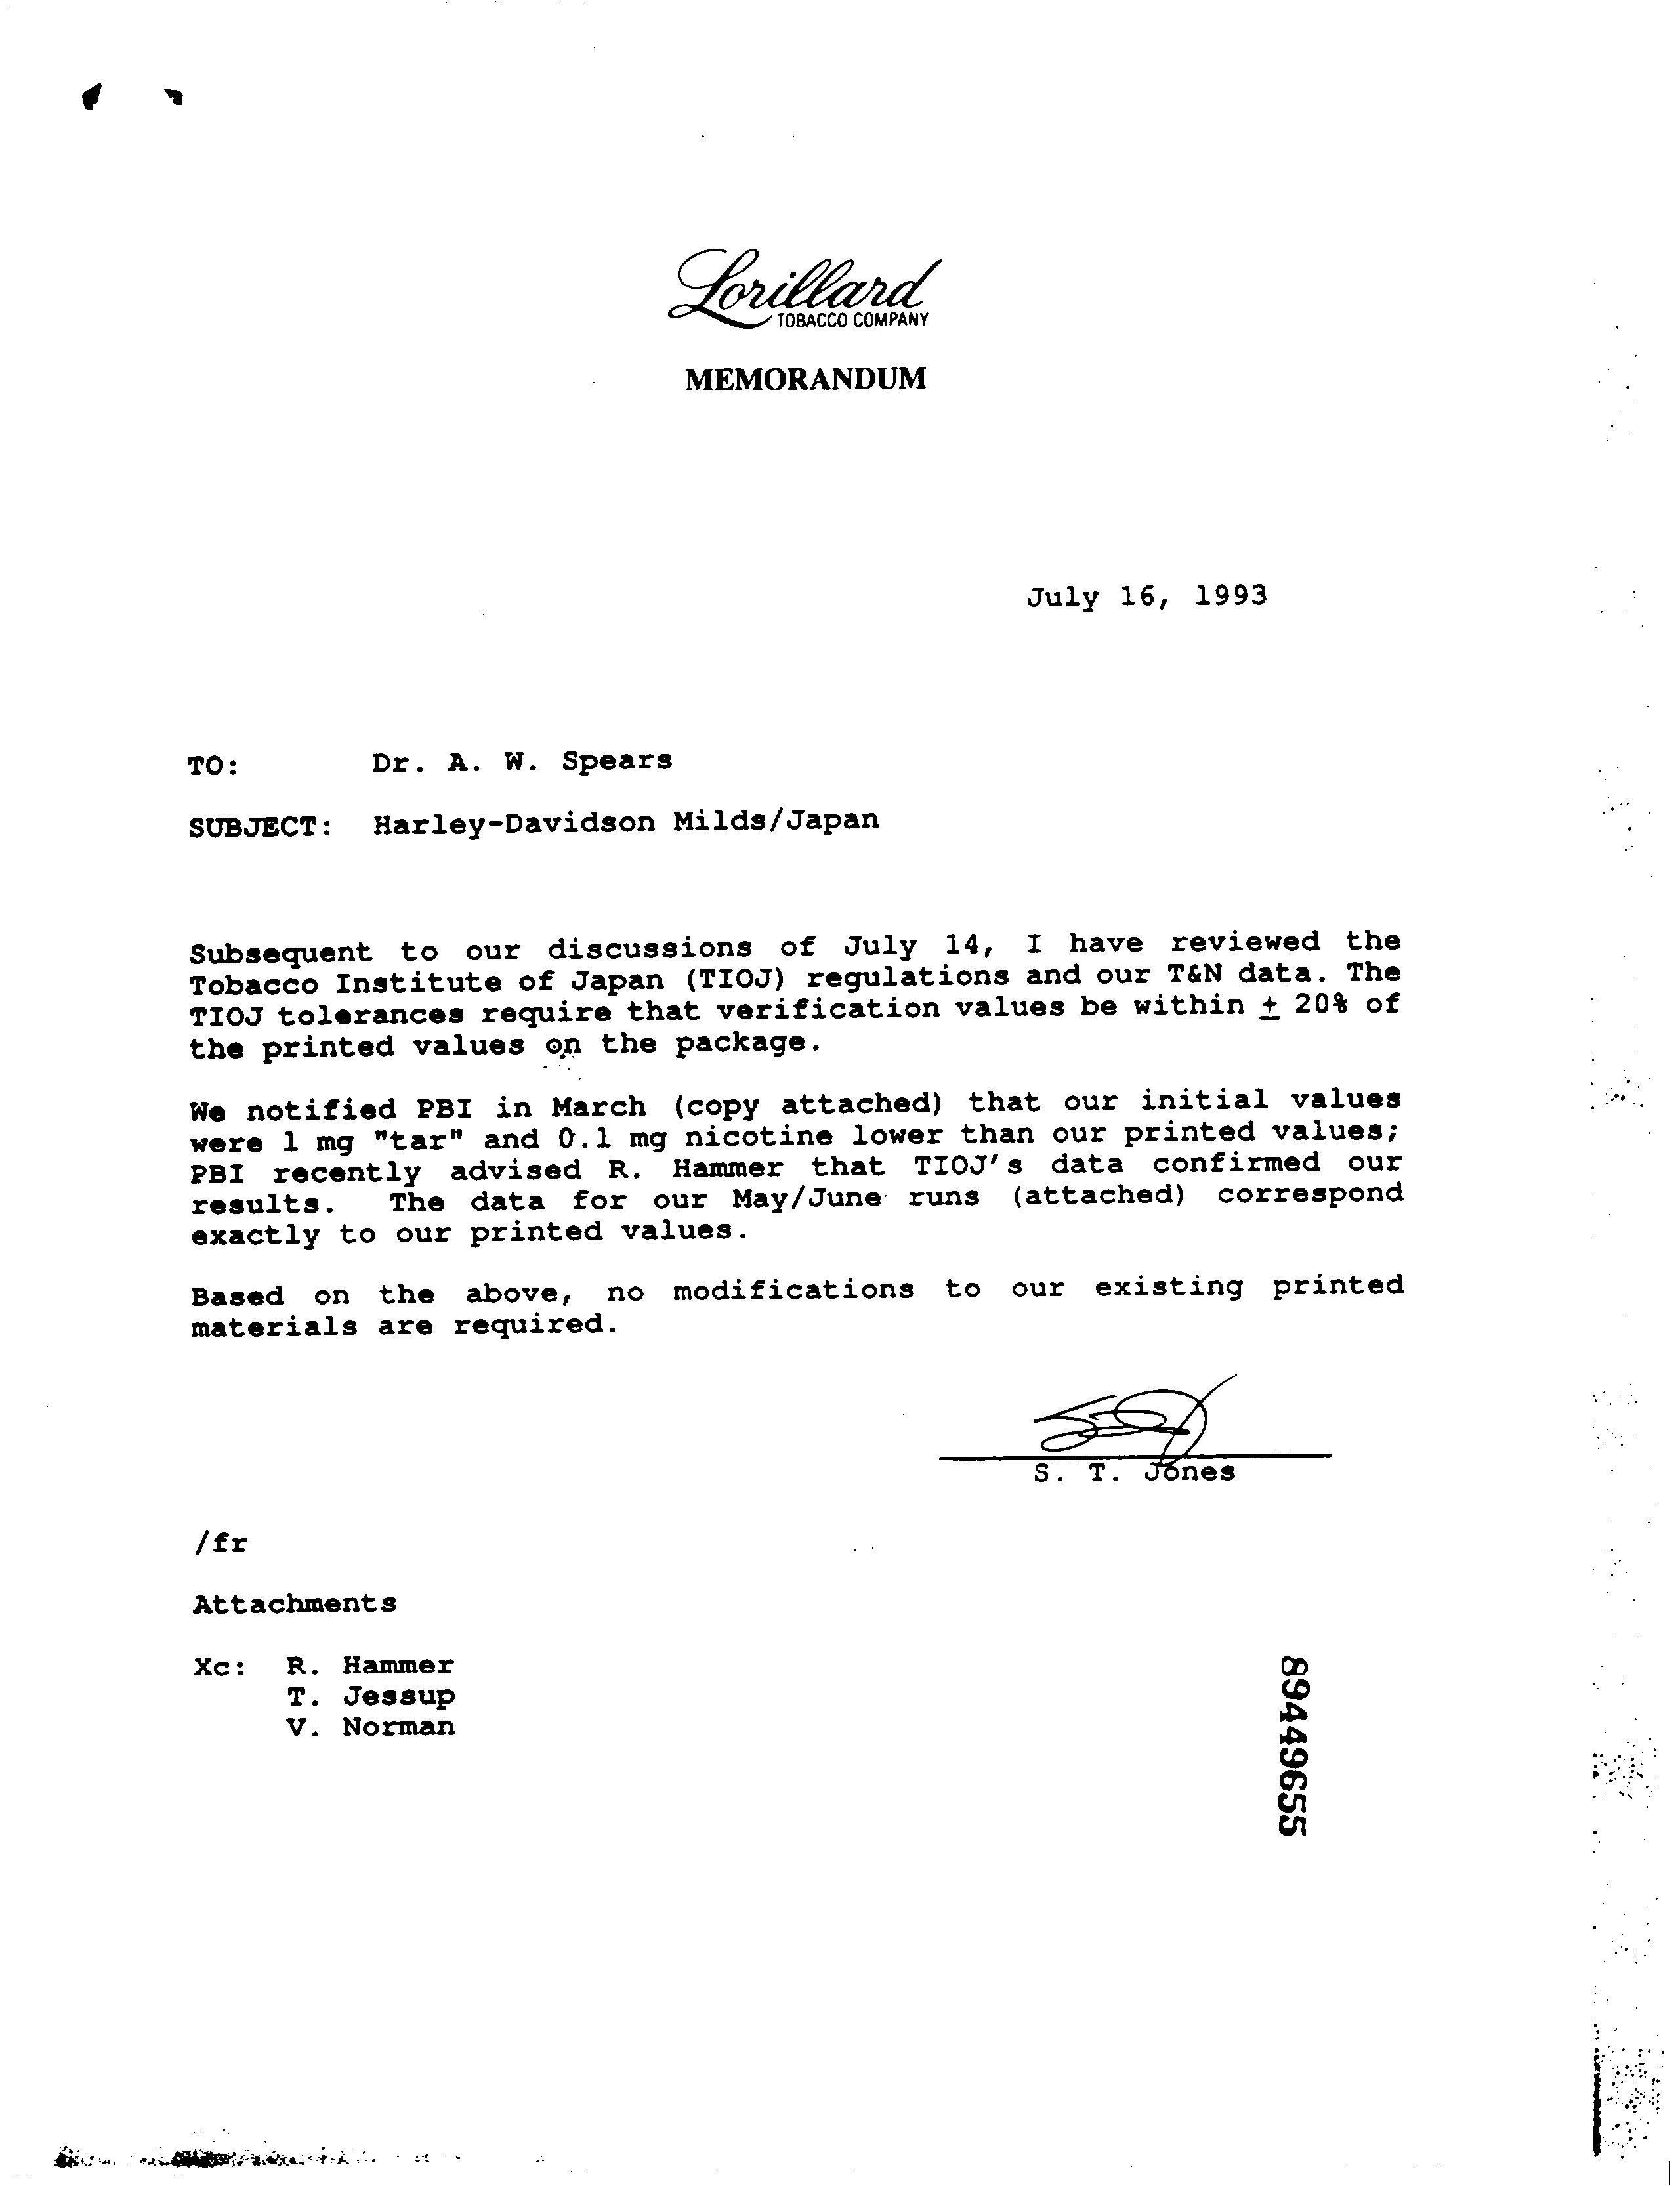 Lorillard
TOBACCO COMPANY
MEMORANDUM
July 16, 1993
TO: Dr. A. W. Spears
SUBJECT: Harley-Davidson Milds/Japan
Subsequent to our discussions of July 14, I have reviewed the
Tobacco Institute of Japan (TIOJ) regulations and our T&N data. The
TIOJ tolerances require that verification values be within ± 20% of
the printed values on the package.
We notified PBI in March (copy attached) that our initial values
were 1 mg "tar" and 0.1 mg nicotine lower than our printed values;
PBI recently advised R. Hammer that TIOJ's data confirmed our
results. The data for our May/June runs (attached) correspond
exactly to our printed values.
Based on the above, no modifications to our existing printed
materials are required.
S. T. Jones
/fr
Attachments
Xc: R. Hammer
T. Jessup
V. Norman
89449655